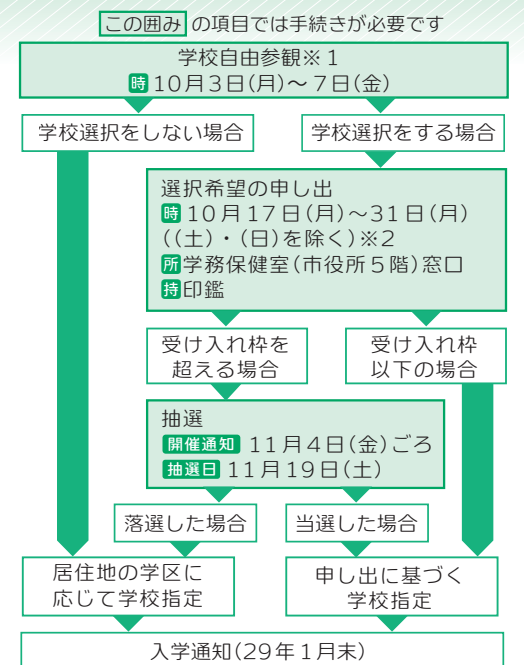 この囲み の項目では手続きが必要です
学校自由参観※1
時10月3日(月)～7日(金)
学校選択をしない場合
学校選択をする場合
選択希望の申し出
時10月17日(月)～31日(月)
((土)・(日)を除く)※2
所学務保健室(市役所5階)窓口
持印鑑
受け入れ枠を
超える場合
受け入れ枠
以下の場合
抽選
開催通知 11月4日(金)ごろ
抽選日 11月19日(土)
落選した場合
当選した場合
居住地の学区に
応じて学校指定
申し出に基づく
学校指定
入学通知(29年1月末)